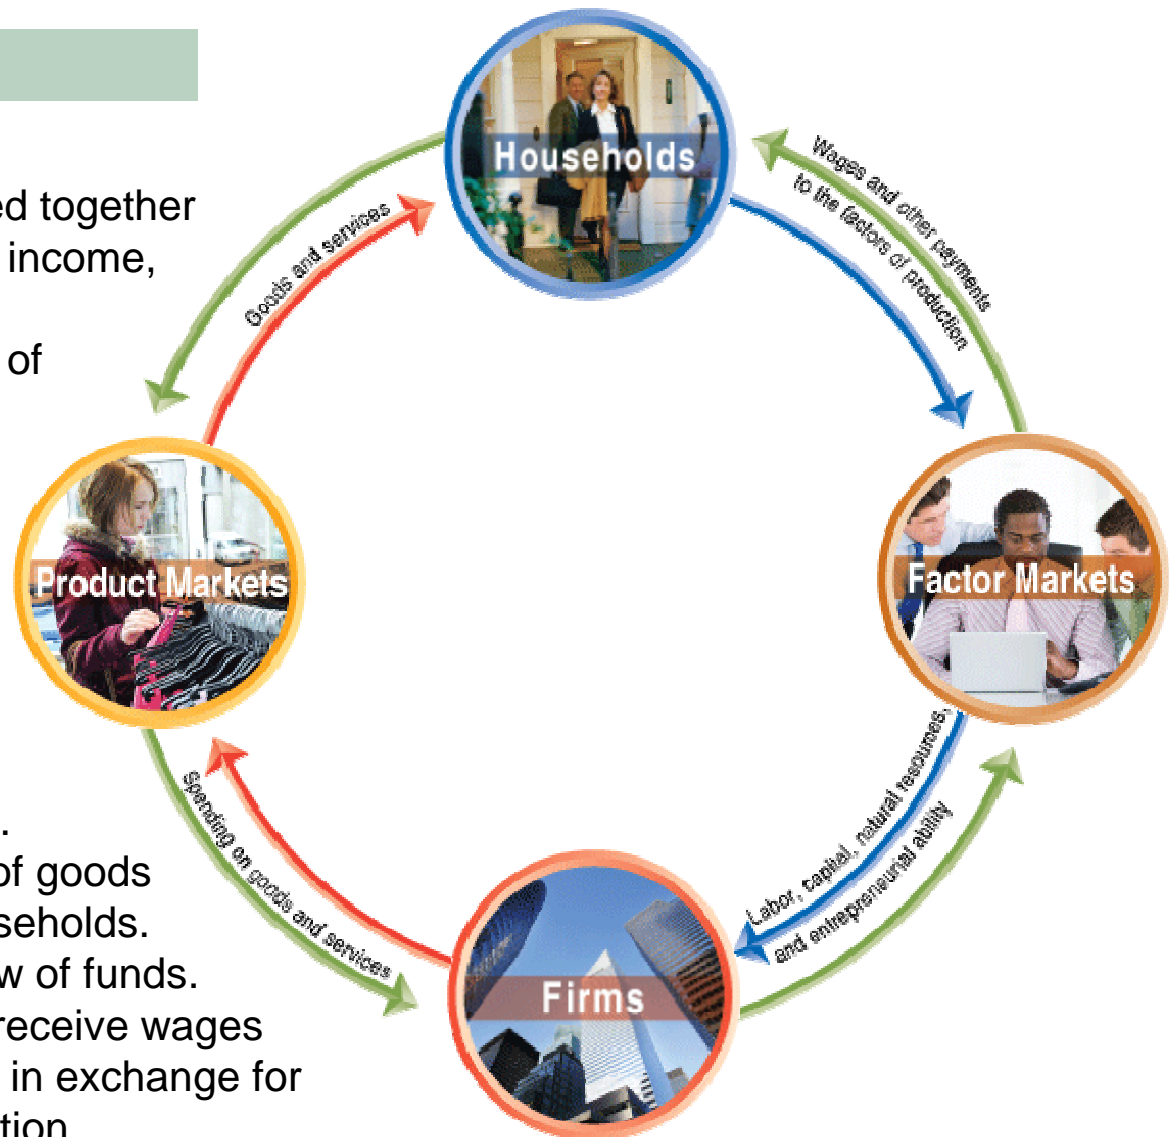 ed together
income,
of
.
of goods
seholds.
w of funds.
receive wages
in exchange for
tion
Households
Goods and services
Wages and other payments
to the factors of production
Product Markets
Factor Markets
Spending on goods and services
Labor, capital, natural resources,
and entrepreneurial ability
Firms